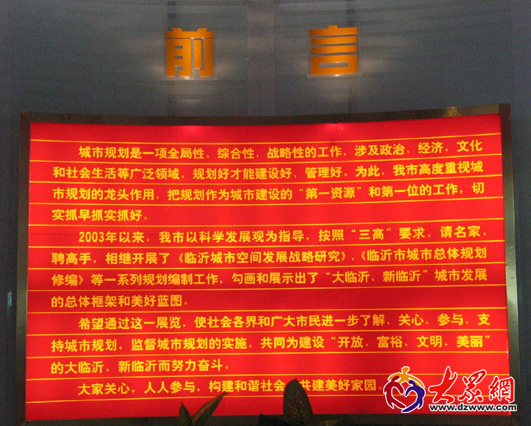 前言
城市规划是一项全局性、综合性、战略性的工作，涉及政治、经济、文化
和社会生活等广泛领域。规划好才能建设好、管理好。为此，我市高度重视城
市规划的龙头作用，把规划作为城市建设的“第一资源”和第一位的工作，切
实抓早抓实抓好。
2003年以来，我市以科学发展观为指导，按照“三高”要求，请名家、
聘高手，相继开展了《临沂城市空间发展战略研究》、《临沂市城市总体规划
修编》等一系列规划编制工作，勾画和展示出了“大临沂、新临沂”城市发展
的总体框架和美好蓝图。
希望通过这一展览，使社会各界和广大市民进一步了解、关心、参与、支
持城市规划，监督城市规划的实施，共同为建设“开放、富裕、文明、美丽”
的大临沂、新临沂而努力奋斗。
大家关心，人人参与，构建和谐社会，共建美好家园
大众網
www.dzwww.com